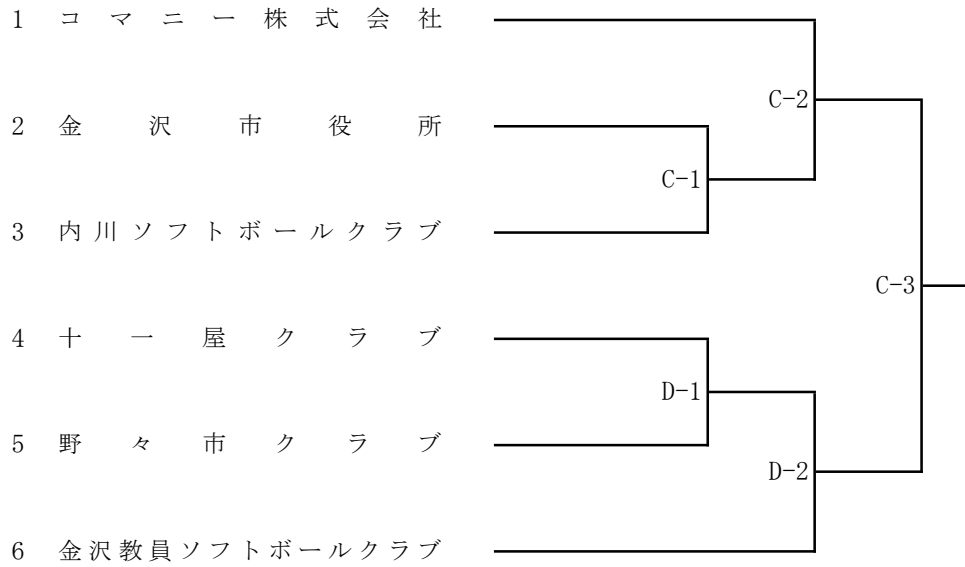 1 コマニー株式会社
C-2
2 金沢市役所
C-1
3 内川ソフトボールクラブ
C-3
4 十一屋クラブ
D-1
5 野々市クラブ
D-2
6 金沢教員ソフトボールクラブ